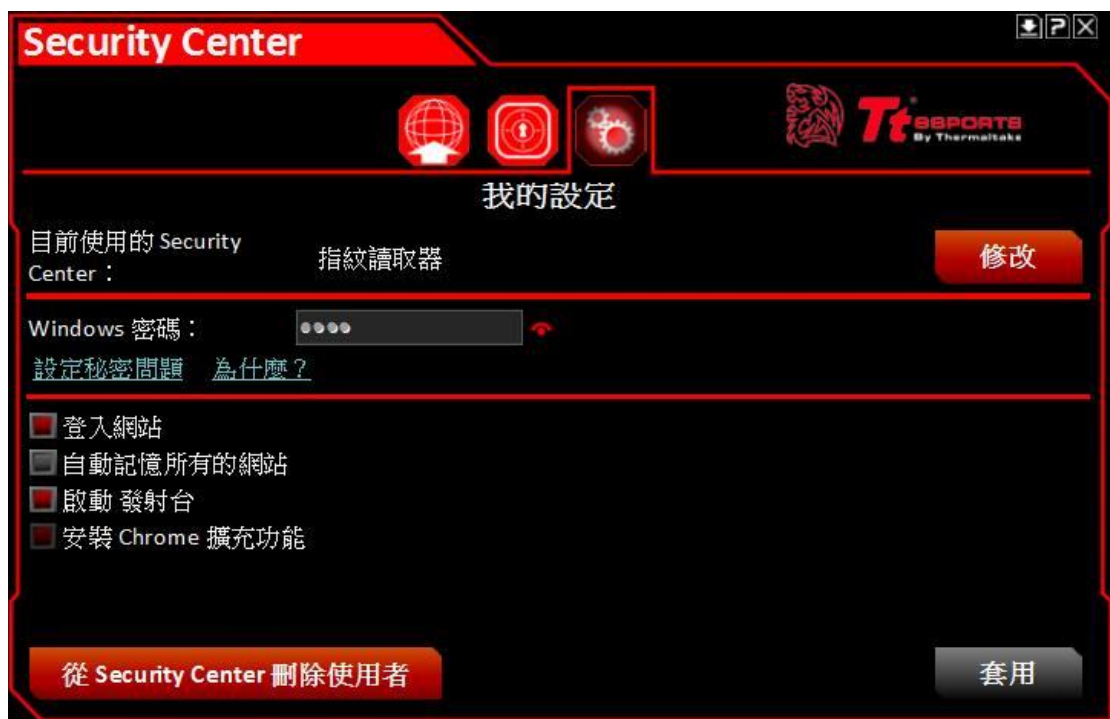 Security Center
Tt eSPORTS
By Thermaltake
我的設定
目前使用的 Security
Center：
指紋讀取器
修改
Windows 密碼：
設定秘密問題 為什麼？
登入網站
自動記憶所有的網站
啟動 發射台
安裝 Chrome 擴充功能
從 Security Center 刪除使用者
套用